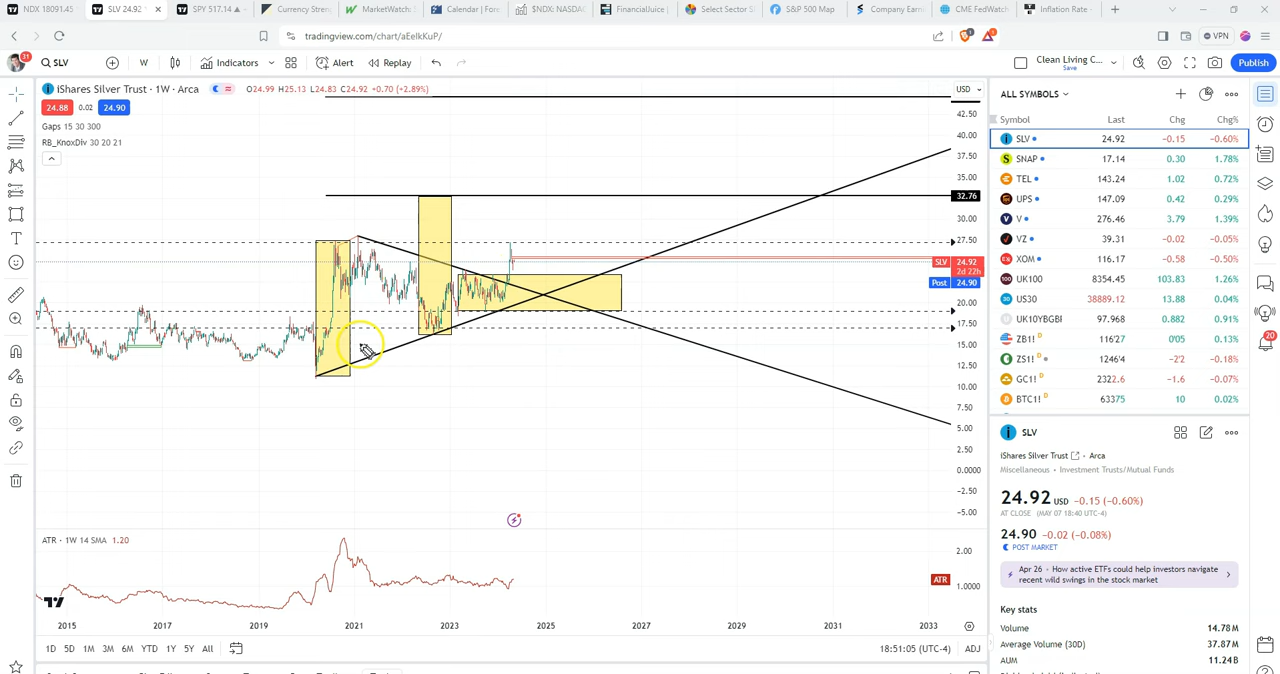 NDX 18091.45
SLV 24.92
SPY 517.14 ▲
Currency Stren
MarketWatch:
Calendar | For
$NDX: NASDA
FinancialJuice |
Select Sector S
S&P 500 Map
Company Earn
CME FedWatch
Inflation Rate
tradingview.com/chart/aEelkKuP/
VPN
31
SLV
W
Indicators
Alert
Replay
Clean Living C...
Save
Publish
iShares Silver Trust · 1W · Arca
O24.99 H25.13 L24.83 C24.92 +0.70 (+2.89%)
USD
24.88 0.02 24.90
Gaps 15 30 300
RB_KnoxDiv 30 20 21
42.50
40.00
37.50
35.00
32.76
30.00
27.50
SLV 24.92
2d 22h
Post 24.90
20.00
17.50
15.00
12.50
10.00
7.50
5.00
2.50
0.0000
-2.50
-5.00
ATR · 1W 14 SMA 1.20
2.00
ATR
1.0000
2015 2017 2019 2021 2023 2025 2027 2029 2031 2033
1D 5D 1M 3M 6M YTD 1Y 5Y All
18:51:05 (UTC-4)
ADJ
ALL SYMBOLS
Symbol Last Chg Chg%
SLV 24.92 −0.15 −0.60%
SNAP 17.14 0.30 1.78%
TEL 143.24 1.02 0.72%
UPS 147.09 0.42 0.29%
V 276.46 3.79 1.39%
VZ 39.31 −0.02 −0.05%
XOM 116.17 −0.58 −0.50%
UK100 8354.45 103.83 1.26%
US30 38889.12 13.88 0.04%
UK10YBGBI 97.968 0.882 0.91%
ZB1! D 116'27 0'05 0.13%
ZS1! D 1246'4 −2'2 −0.18%
GC1! D 2322.6 −1.6 −0.07%
BTC1! D 63375 10 0.02%
20
SLV
iShares Silver Trust · Arca
Miscellaneous · Investment Trusts/Mutual Funds
24.92 USD −0.15 (−0.60%)
AT CLOSE (MAY 07 18:40 UTC-4)
24.90 −0.02 (−0.08%)
POST MARKET
Apr 26 · How active ETFs could help investors navigate
recent wild swings in the stock market
Key stats
Volume 14.78M
Average Volume (30D) 37.87M
AUM 11.24B